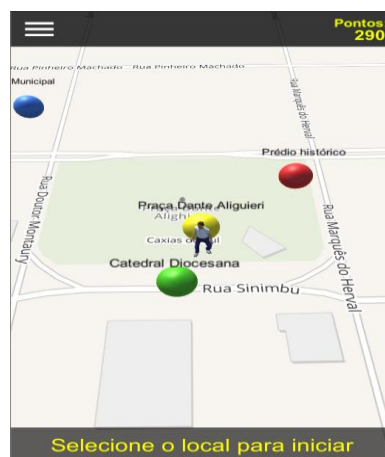 Pontos
290
Rua Pinheiro Machado Rua Pinheiro Machado
Municipal
Rua Marquês do Herval
Prédio histórico
Rua Doutor Montaury
Praça Dante Aliguieri
Rua Marquês do Herval
Catedral Diocesana
Rua Sinimbu
Selecione o local para iniciar